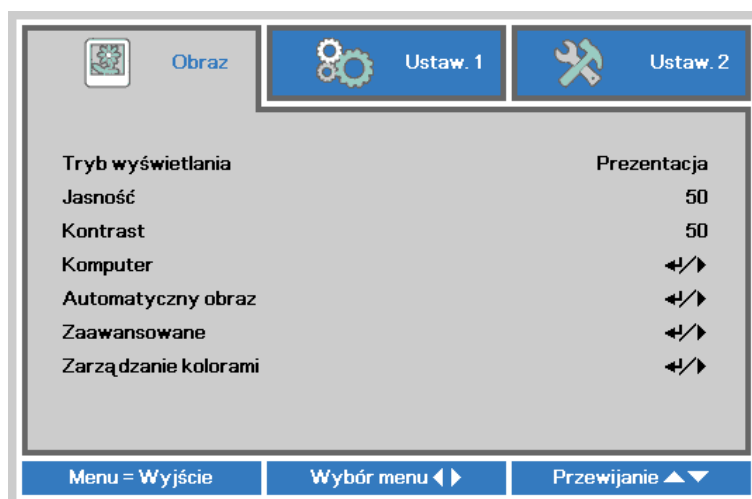 Obraz Ustaw. 1 Ustaw. 2
Tryb wyświetlania Prezentacja
Jasność 50
Kontrast 50
Komputer
Automatyczny obraz
Zaawansowane
Zarządzanie kolorami
Menu = Wyjście Wybór menu Przewijanie